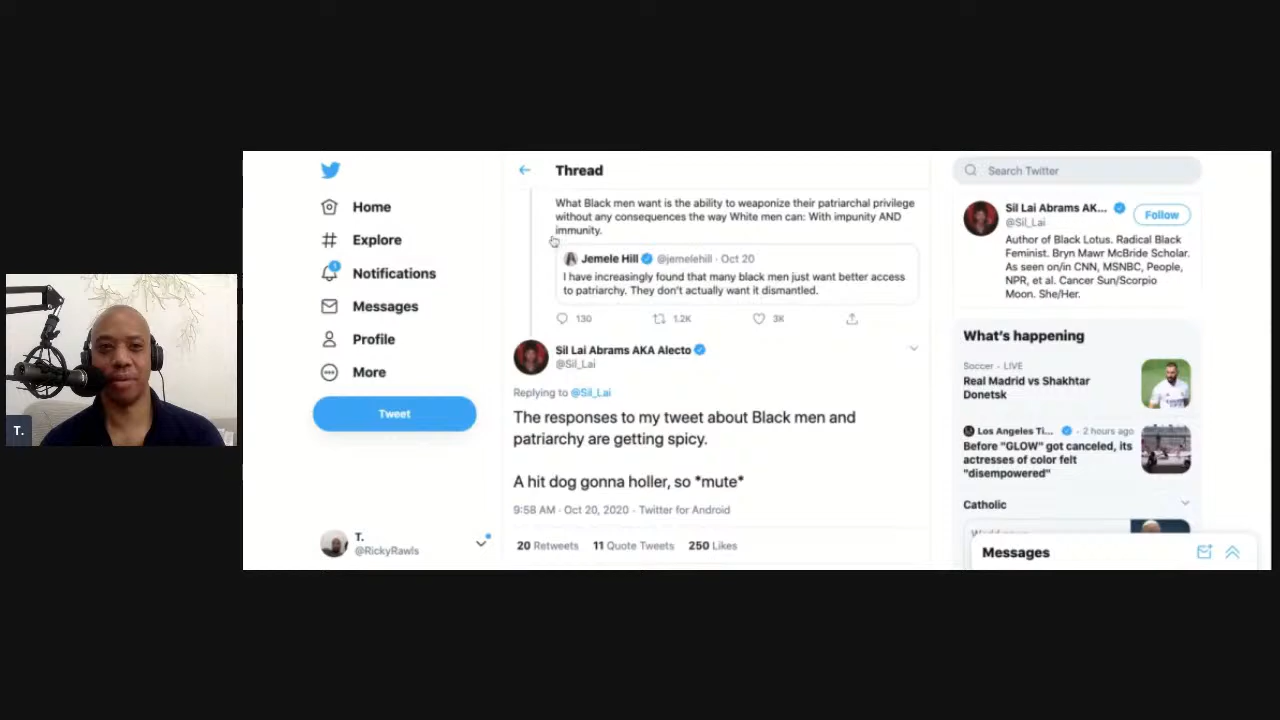 Thread
Search Twitter
Home
Explore
Notifications
1
Messages
Profile
More
Tweet
T.
@RickyRawls
T.
What Black men want is the ability to weaponize their patriarchal privilege
without any consequences the way White men can: With impunity AND
immunity.
Jemele Hill @jemelehill · Oct 20
I have increasingly found that many black men just want better access
to patriarchy. They don't actually want it dismantled.
130 1.2K 3K
Sil Lai Abrams AKA Alecto
@Sil_Lai
Replying to @Sil_Lai
The responses to my tweet about Black men and
patriarchy are getting spicy.
A hit dog gonna holler, so *mute*
9:58 AM · Oct 20, 2020 · Twitter for Android
20 Retweets 11 Quote Tweets 250 Likes
Sil Lai Abrams AK...
@Sil_Lai
Follow
Author of Black Lotus. Radical Black
Feminist. Bryn Mawr McBride Scholar.
As seen on/in CNN, MSNBC, People,
NPR, et al. Cancer Sun/Scorpio
Moon. She/Her.
What's happening
Soccer · LIVE
Real Madrid vs Shakhtar
Donetsk
Los Angeles Ti... · 2 hours ago
Before "GLOW" got canceled, its
actresses of color felt
"disempowered"
Catholic
Messages